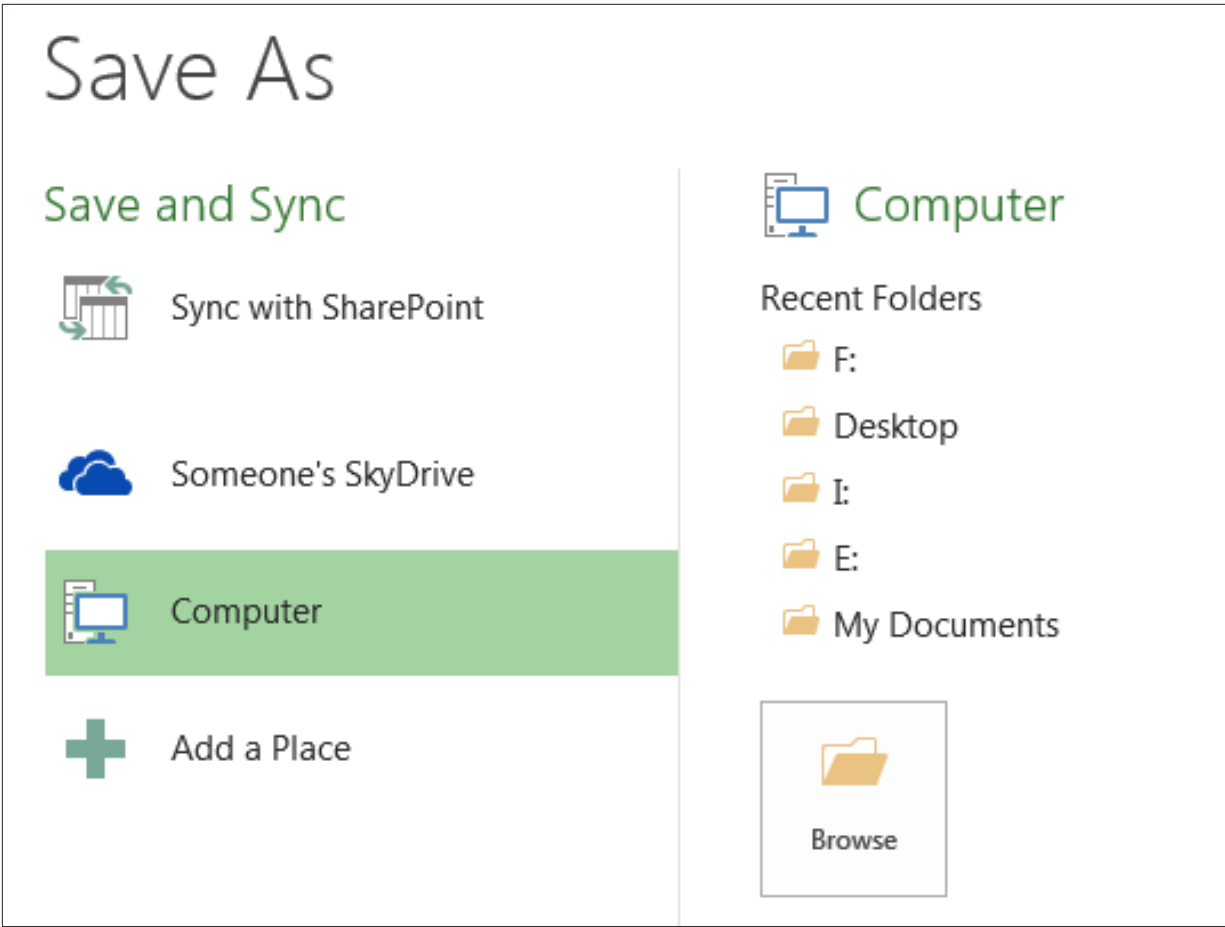 Save As
Save and Sync
Sync with SharePoint
Someone's SkyDrive
Computer
Add a Place
Computer
Recent Folders
F:
Desktop
I:
E:
My Documents
Browse